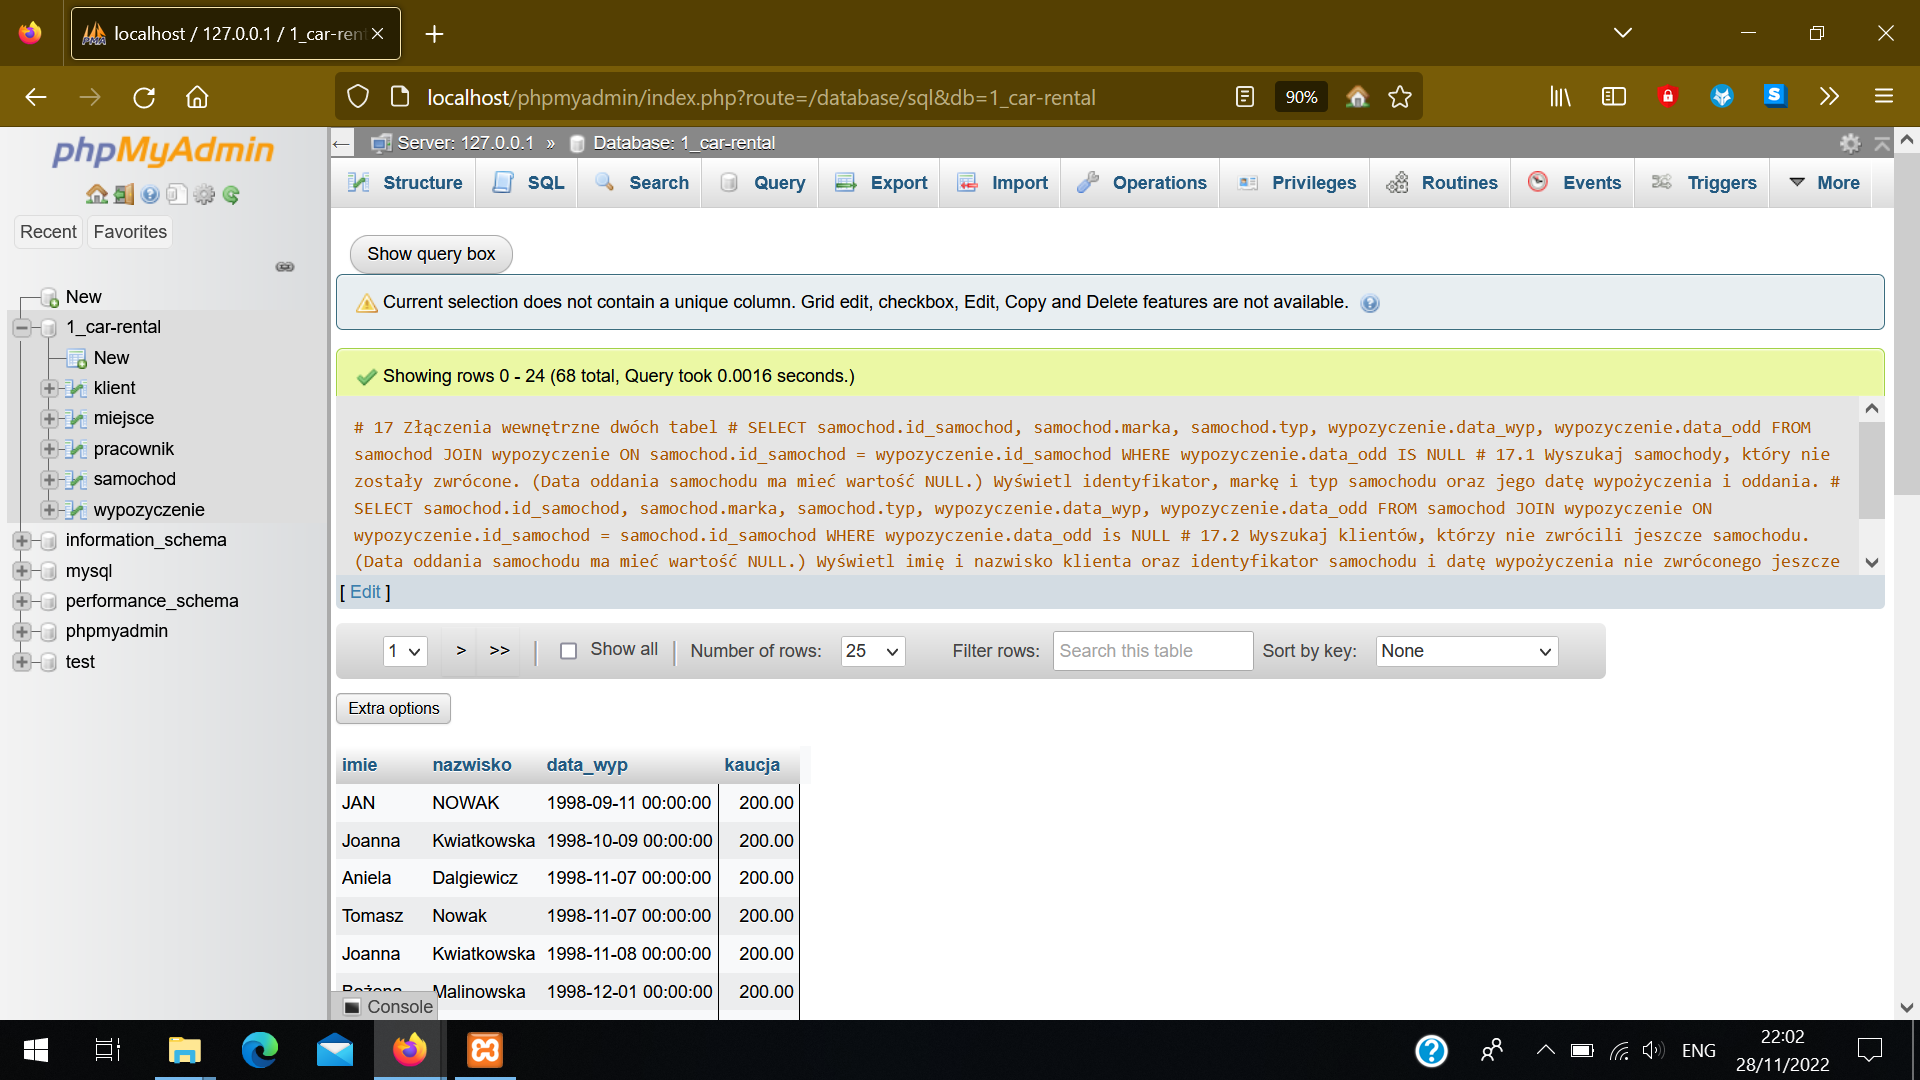 localhost / 127.0.0.1 / 1_car-ren
localhost/phpmyadmin/index.php?route=/database/sql&db=1_car-rental
90%
phpMyAdmin
Recent
Favorites
New
1_car-rental
New
klient
miejsce
pracownik
samochod
wypozyczenie
information_schema
mysql
performance_schema
phpmyadmin
test
Server: 127.0.0.1 » Database: 1_car-rental
Structure
SQL
Search
Query
Export
Import
Operations
Privileges
Routines
Events
Triggers
More
Show query box
Current selection does not contain a unique column. Grid edit, checkbox, Edit, Copy and Delete features are not available.
Showing rows 0 - 24 (68 total, Query took 0.0016 seconds.)
# 17 Złączenia wewnętrzne dwóch tabel # SELECT samochod.id_samochod, samochod.marka, samochod.typ, wypozyczenie.data_wyp, wypozyczenie.data_odd FROM
samochod JOIN wypozyczenie ON samochod.id_samochod = wypozyczenie.id_samochod WHERE wypozyczenie.data_odd IS NULL # 17.1 Wyszukaj samochody, który nie
zostały zwrócone. (Data oddania samochodu ma mieć wartość NULL.) Wyświetl identyfikator, markę i typ samochodu oraz jego datę wypożyczenia i oddania. #
SELECT samochod.id_samochod, samochod.marka, samochod.typ, wypozyczenie.data_wyp, wypozyczenie.data_odd FROM samochod JOIN wypozyczenie ON
wypozyczenie.id_samochod = samochod.id_samochod WHERE wypozyczenie.data_odd is NULL # 17.2 Wyszukaj klientów, którzy nie zwrócili jeszcze samochodu.
(Data oddania samochodu ma mieć wartość NULL.) Wyświetl imię i nazwisko klienta oraz identyfikator samochodu i datę wypożyczenia nie zwróconego jeszcze
[ Edit ]
1 > >> | Show all | Number of rows: 25 Filter rows: Search this table Sort by key: None
Extra options
imie nazwisko data_wyp kaucja
JAN NOWAK 1998-09-11 00:00:00 200.00
Joanna Kwiatkowska 1998-10-09 00:00:00 200.00
Aniela Dalgiewicz 1998-11-07 00:00:00 200.00
Tomasz Nowak 1998-11-07 00:00:00 200.00
Joanna Kwiatkowska 1998-11-08 00:00:00 200.00
Bożena Malinowska 1998-12-01 00:00:00 200.00
Console
ENG
22:02
28/11/2022